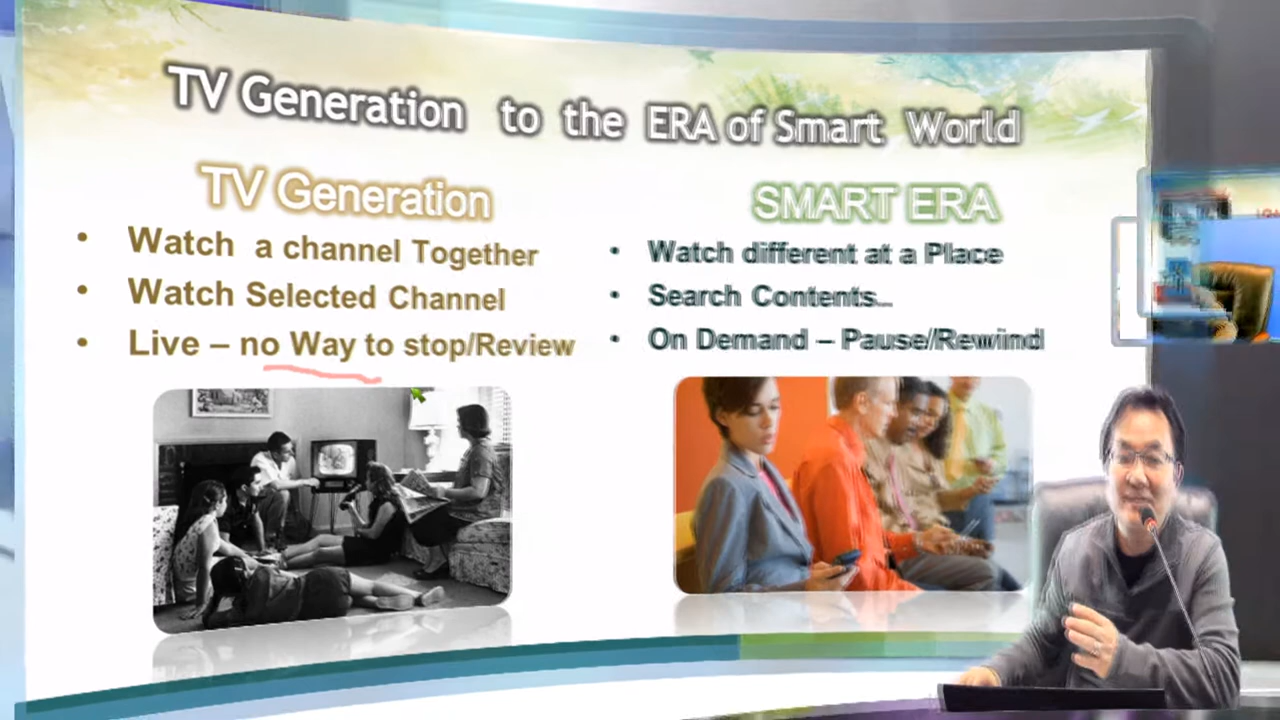 TV Generation to the ERA of Smart World
TV Generation
• Watch a channel Together
• Watch Selected Channel
• Live – no Way to stop/Review
SMART ERA
• Watch different at a Place
• Search Contents...
• On Demand – Pause/Rewind